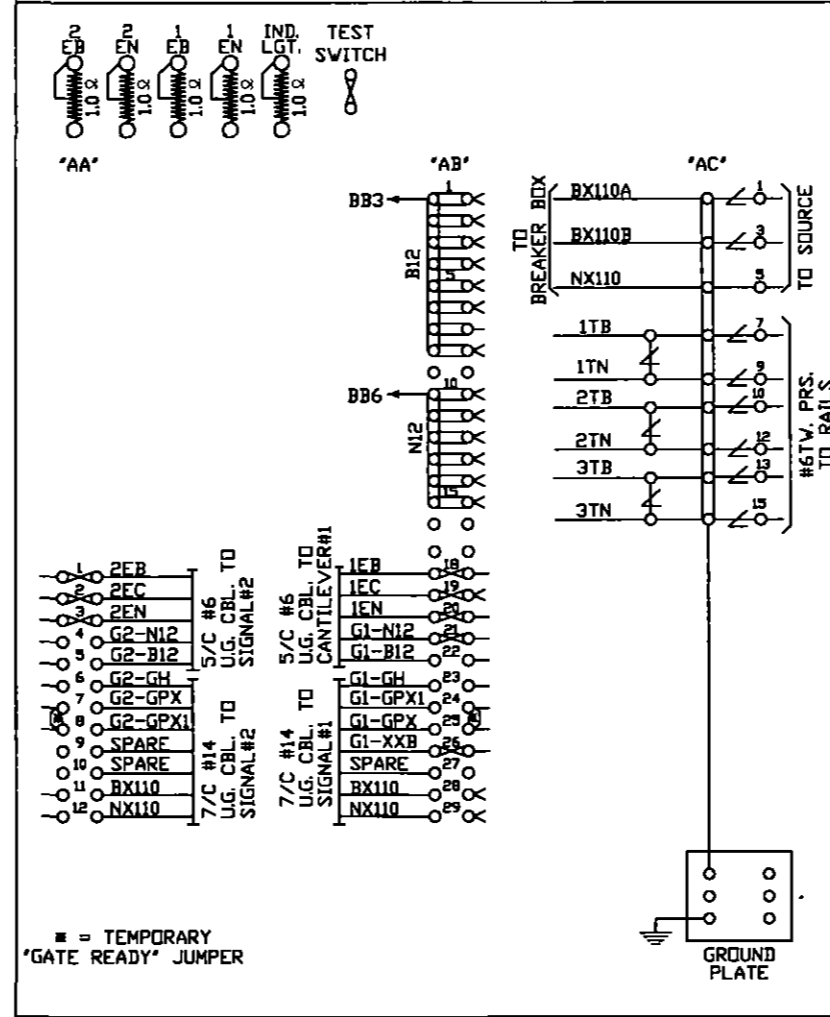 2 EB
2 EN
1 EB
1 EN
IND. LGT.
TEST SWITCH
1.0 Ω
1.0 Ω
1.0 Ω
1.0 Ω
1.0 Ω
"AA"
"AB"
"AC"
BB3
B12
1
5
BB6
N12
10
15
TO BREAKER BOX
BX110A
1
BX110B
3
NX110
5
TO SOURCE
1TB
7
1TN
9
2TB
10
2TN
12
3TB
13
3TN
15
#6TW. PRS. TO RAILS
1 2EB
2 2EC
3 2EN
4 G2-N12
5 G2-B12
5/C #6
U.G. CBL. TO
SIGNAL#2
6 G2-GH
7 G2-GPX
8 G2-GPX1
9 SPARE
10 SPARE
11 BX110
12 NX110
7/C #14
U.G. CBL. TO
SIGNAL#2
5/C #6
U.G. CBL. TO
CANTILEVER#1
1EB 18
1EC 19
1EN 20
G1-N12 21
G1-B12 22
7/C #14
U.G. CBL. TO
SIGNAL#1
G1-GH 23
G1-GPX1 24
G1-GPX 25
G1-XXB 26
SPARE 27
BX110 28
NX110 29
= TEMPORARY
"GATE READY" JUMPER
GROUND
PLATE